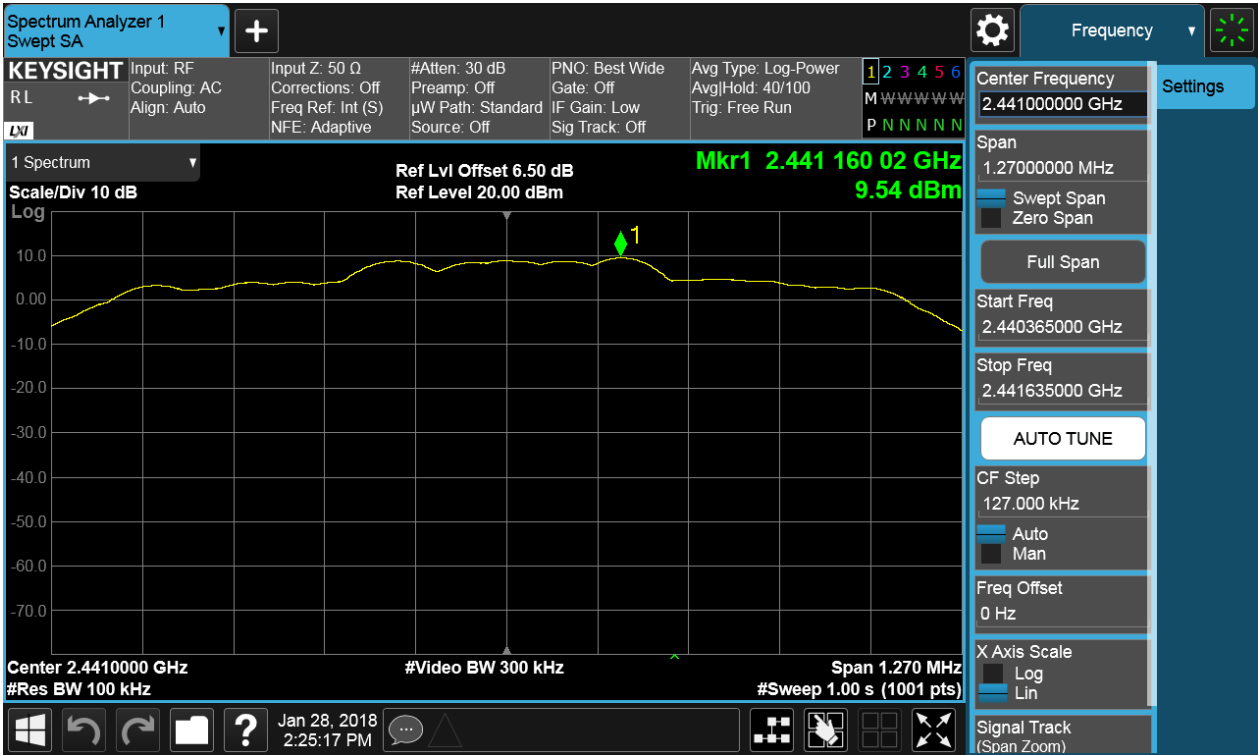 Spectrum Analyzer 1
Swept SA
Frequency
KEYSIGHT
R L
LXI
Input: RF
Coupling: AC
Align: Auto
Input Z: 50 Ω
Corrections: Off
Freq Ref: Int (S)
NFE: Adaptive
#Atten: 30 dB
Preamp: Off
µW Path: Standard
Source: Off
PNO: Best Wide
Gate: Off
IF Gain: Low
Sig Track: Off
Avg Type: Log-Power
Avg|Hold: 40/100
Trig: Free Run
1 2 3 4 5 6
M W W W W W
P N N N N N
1 Spectrum
Scale/Div 10 dB
Log
Ref Lvl Offset 6.50 dB
Ref Level 20.00 dBm
Mkr1 2.441 160 02 GHz
9.54 dBm
1
10.0
0.00
-10.0
-20.0
-30.0
-40.0
-50.0
-60.0
-70.0
Center 2.4410000 GHz
#Video BW 300 kHz
Span 1.270 MHz
#Res BW 100 kHz
#Sweep 1.00 s (1001 pts)
Center Frequency
2.441000000 GHz
Settings
Span
1.27000000 MHz
Swept Span
Zero Span
Full Span
Start Freq
2.440365000 GHz
Stop Freq
2.441635000 GHz
AUTO TUNE
CF Step
127.000 kHz
Auto
Man
Freq Offset
0 Hz
X Axis Scale
Log
Lin
Signal Track
(Span Zoom)
?
Jan 28, 2018
2:25:17 PM